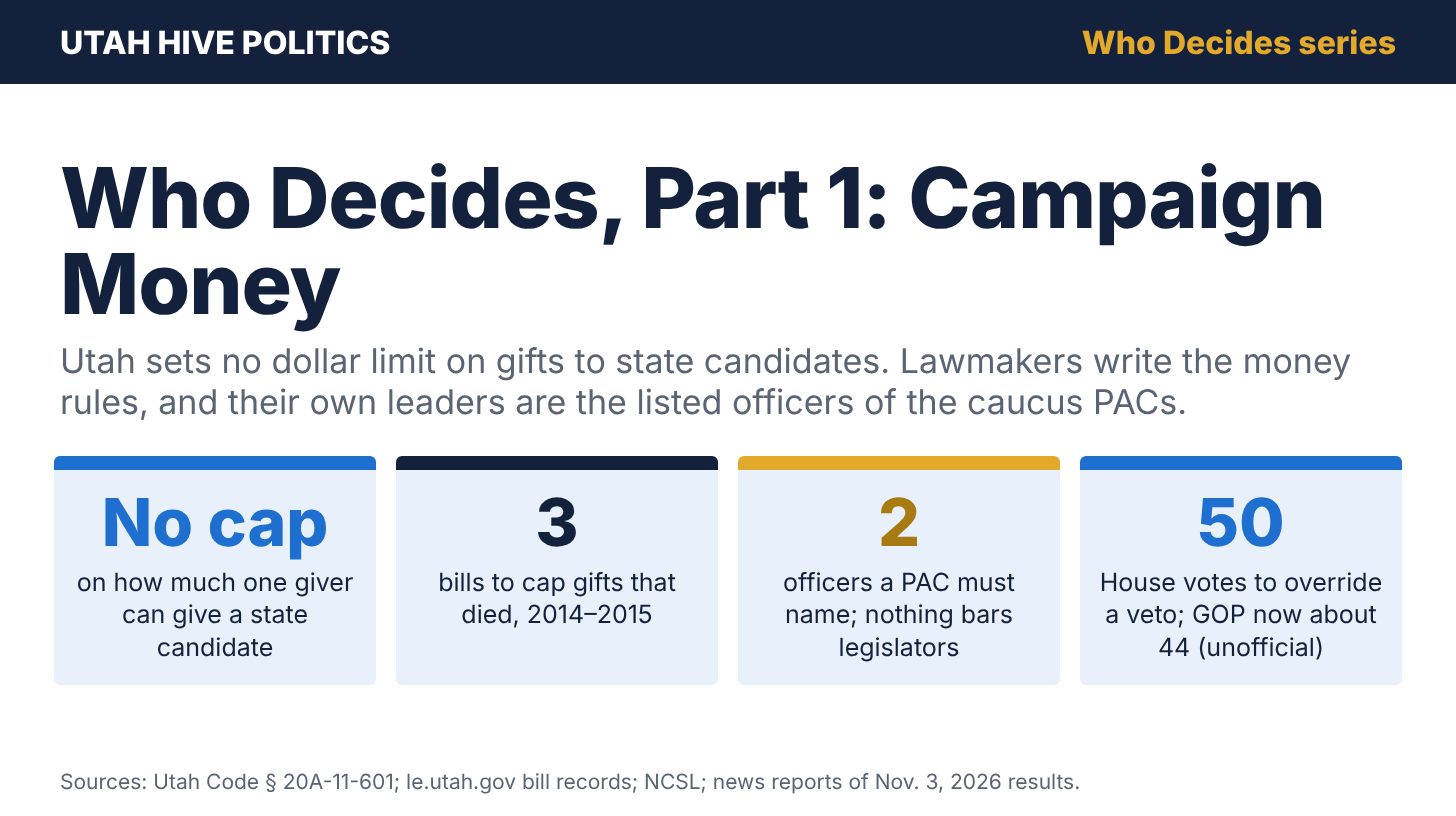 UTAH HIVE POLITICS
Who Decides series
Who Decides, Part 1: Campaign
Money
Utah sets no dollar limit on gifts to state candidates. Lawmakers write the money
rules, and their own leaders are the listed officers of the caucus PACs.
No cap
on how much one giver
can give a state
candidate
3
bills to cap gifts that
died, 2014–2015
2
officers a PAC must
name; nothing bars
legislators
50
House votes to override
a veto; GOP now about
44 (unofficial)
Sources: Utah Code § 20A-11-601; le.utah.gov bill records; NCSL; news reports of Nov. 3, 2026 results.